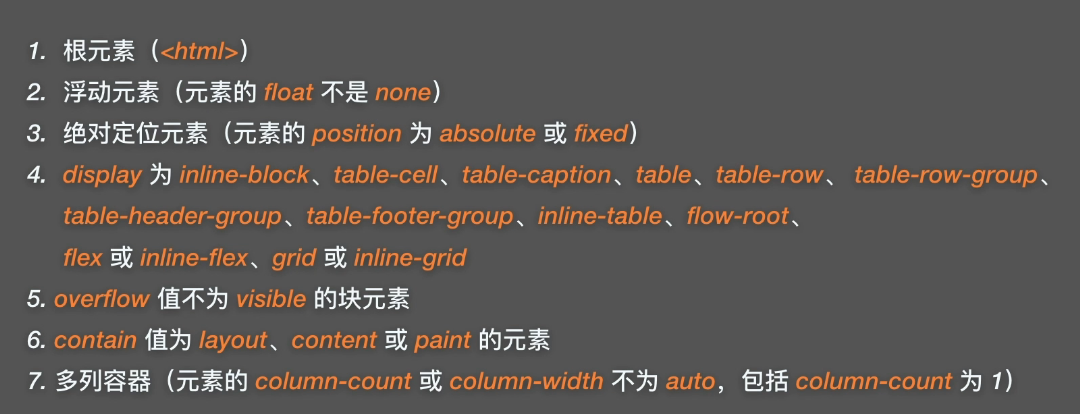 1. 根元素（<html>）
2. 浮动元素（元素的 float 不是 none）
3. 绝对定位元素（元素的 position 为 absolute 或 fixed）
4. display 为 inline-block、table-cell、table-caption、table、table-row、 table-row-group、
table-header-group、table-footer-group、inline-table、flow-root、
flex 或 inline-flex、grid 或 inline-grid
5. overflow 值不为 visible 的块元素
6. contain 值为 layout、content 或 paint 的元素
7. 多列容器（元素的 column-count 或 column-width 不为 auto，包括 column-count 为 1）